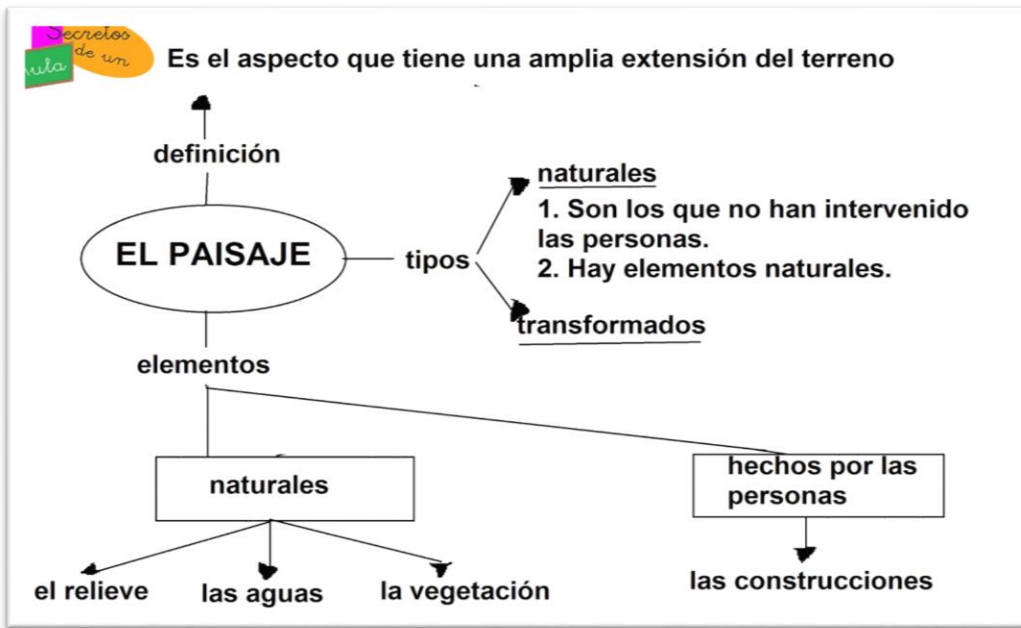 Secretos
de un
aula
Es el aspecto que tiene una amplia extensión del terreno
definición
naturales
1. Son los que no han intervenido
las personas.
2. Hay elementos naturales.
EL PAISAJE
tipos
transformados
elementos
naturales
hechos por las
personas
el relieve
las aguas
la vegetación
las construcciones